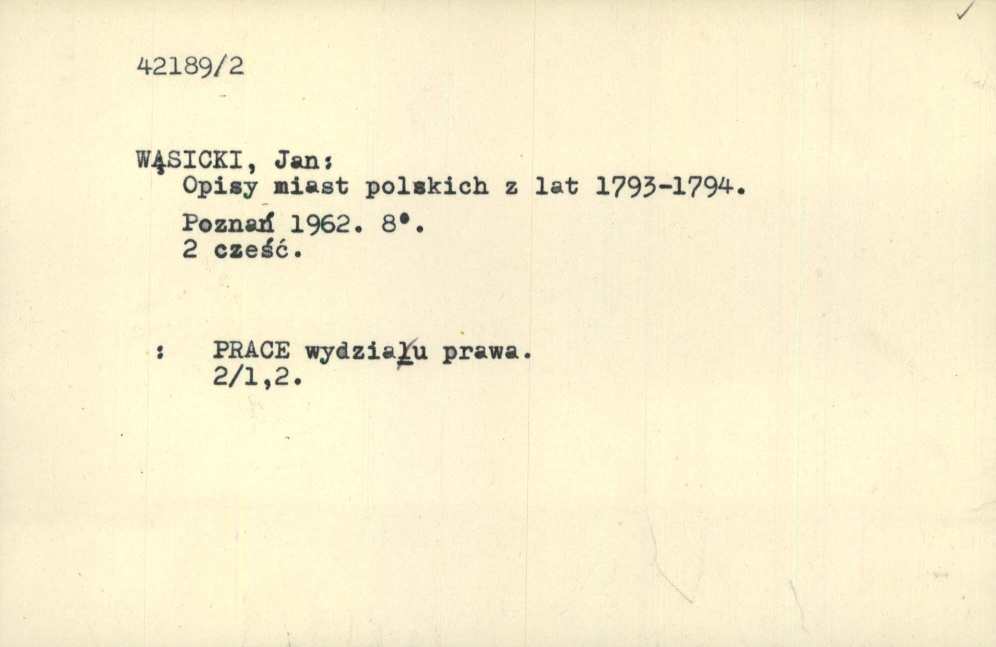 42189/2
WĄSICKI, Jan:
Opisy miast polskich z lat 1793-1794.
Poznań 1962. 8°.
2 cześć.
: PRACE wydziału prawa.
2/1,2.